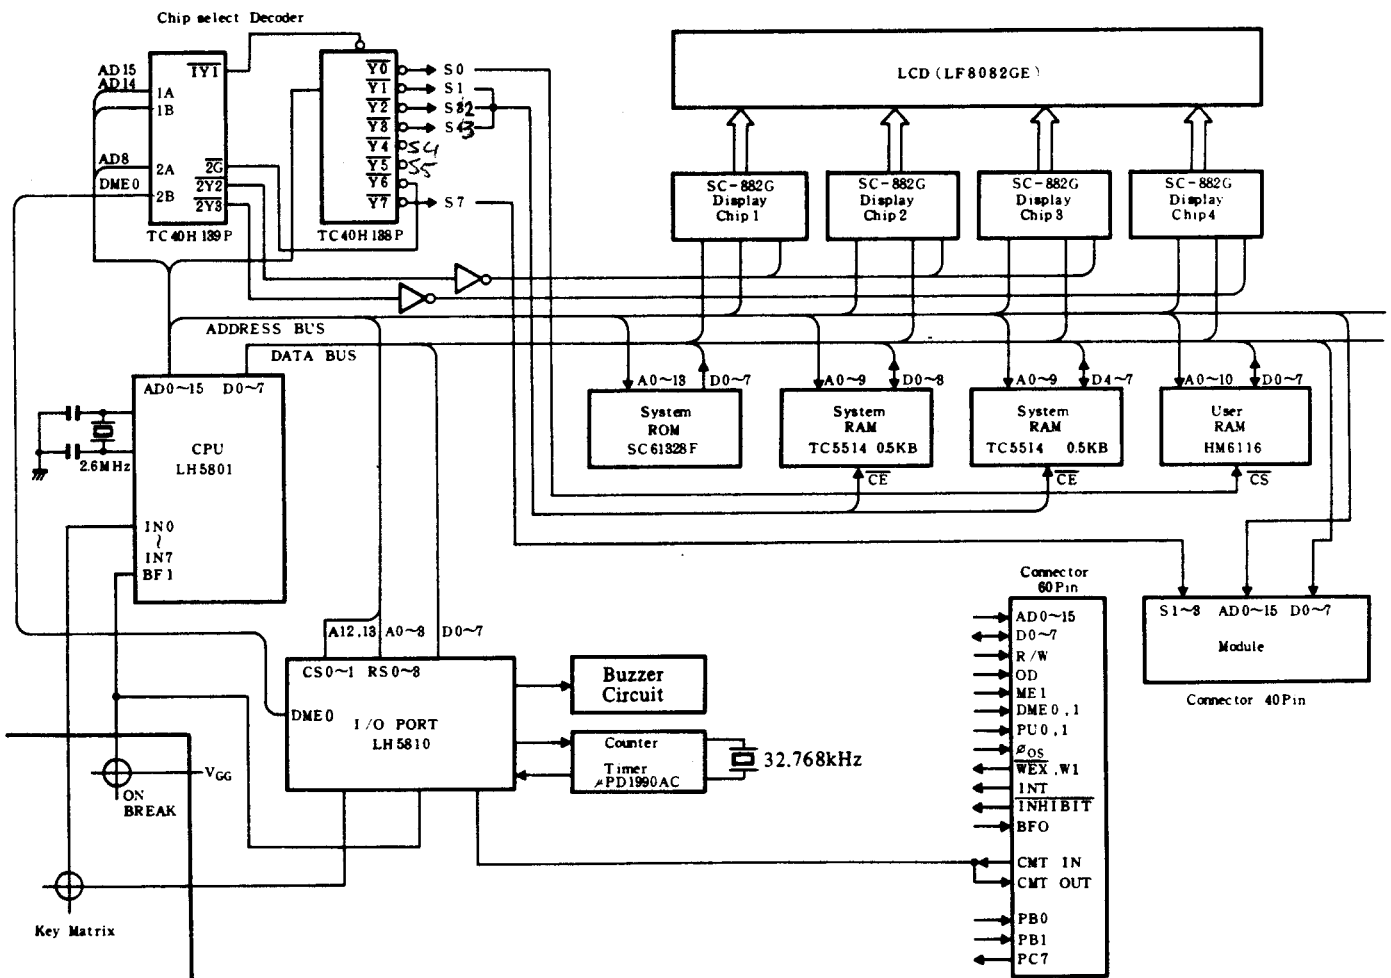 Chip select Decoder
AD15
AD14
1A
1B
AD8
2A
DME0
2B
1Y1
2G
2Y2
2Y3
TC40H139P
Y0
Y1
Y2
Y3
Y4
Y5
Y6
Y7
TC40H138P
S0
S1
S2
S3
S4
S5
S7
LCD (LF8082GE)
SC-882G
Display
Chip 1
SC-882G
Display
Chip 2
SC-882G
Display
Chip 3
SC-882G
Display
Chip 4
ADDRESS BUS
DATA BUS
AD0~15 D0~7
CPU
LH5801
2.6MHz
IN0
~
IN7
BF1
A0~13 D0~7
System
ROM
SC61328F
A0~9 D0~3
System
RAM
TC5514 0.5KB
CE
A0~9 D4~7
System
RAM
TC5514 0.5KB
CE
A0~10 D0~7
User
RAM
HM6116
CS
A12,13 A0~3 D0~7
CS0~1 RS0~3
DME0
I/O PORT
LH5810
Buzzer
Circuit
Counter
Timer
μPD1990AC
32.768kHz
VGG
ON
BREAK
Key Matrix
Connector
60Pin
AD0~15
D0~7
R/W
OD
ME1
DME0,1
PU0,1
øOS
WEX,W1
INT
INHIBIT
BFO
CMT IN
CMT OUT
PB0
PB1
PC7
S1~3 AD0~15 D0~7
Module
Connector 40Pin